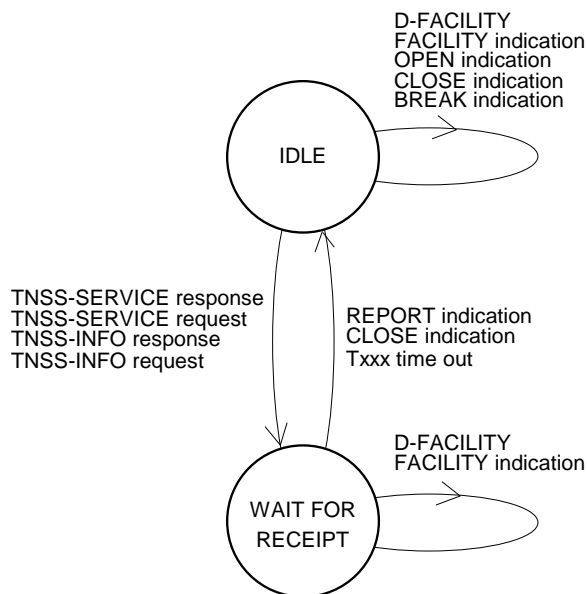 D-FACILITY
FACILITY indication
OPEN indication
CLOSE indication
BREAK indication
IDLE
TNSS-SERVICE response
TNSS-SERVICE request
TNSS-INFO response
TNSS-INFO request
REPORT indication
CLOSE indication
Txxx time out
D-FACILITY
FACILITY indication
WAIT FOR
RECEIPT